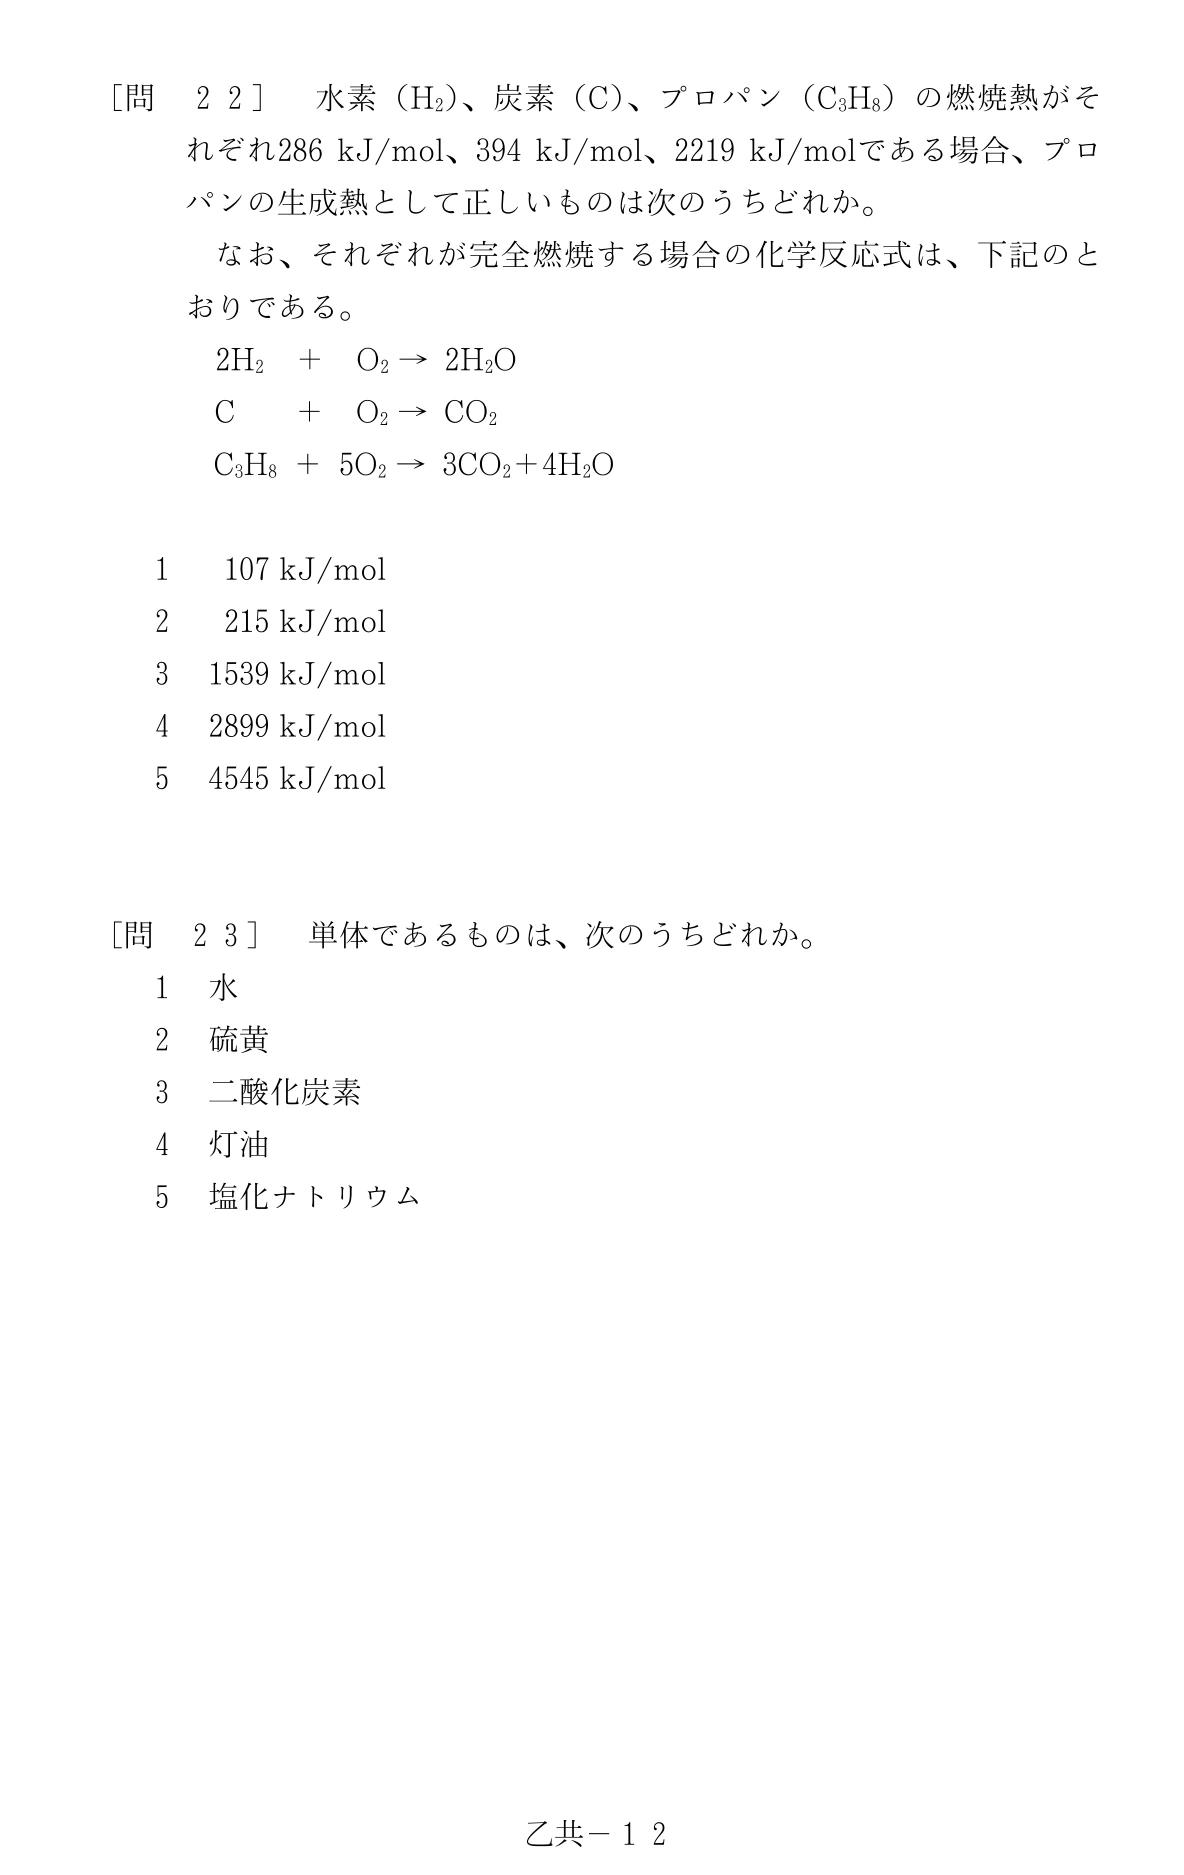 ［問　２２］　水素（H₂）、炭素（C）、プロパン（C₃H₈）の燃焼熱がそ
れぞれ286 kJ/mol、394 kJ/mol、2219 kJ/molである場合、プロ
パンの生成熱として正しいものは次のうちどれか。
なお、それぞれが完全燃焼する場合の化学反応式は、下記のと
おりである。
2H₂　＋　O₂→ 2H₂O
C　　＋　O₂→ CO₂
C₃H₈ ＋ 5O₂→ 3CO₂＋4H₂O
1　107 kJ/mol
2　215 kJ/mol
3　1539 kJ/mol
4　2899 kJ/mol
5　4545 kJ/mol
［問　２３］　単体であるものは、次のうちどれか。
1　水
2　硫黄
3　二酸化炭素
4　灯油
5　塩化ナトリウム
乙共－１２